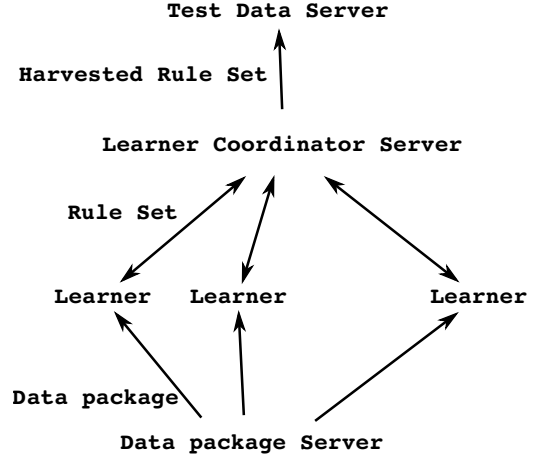 Test Data Server
Harvested Rule Set
Learner Coordinator Server
Rule Set
Learner Learner Learner
Data package
Data package Server